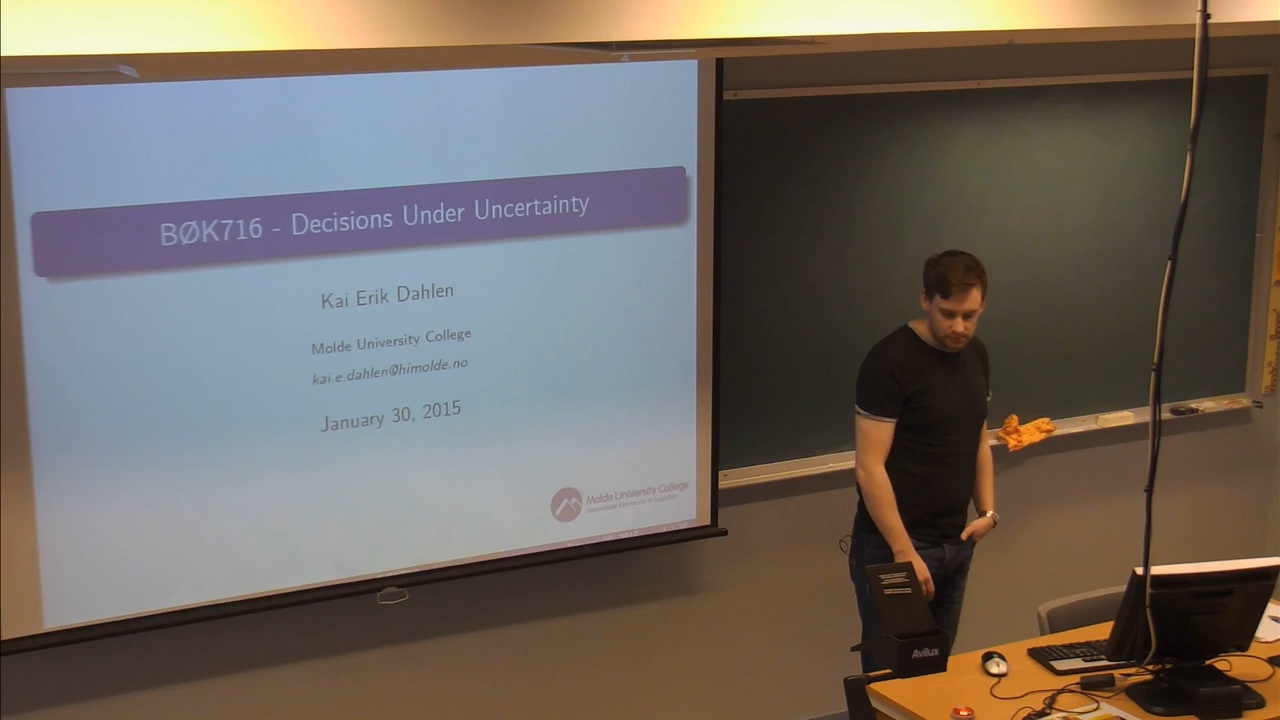 BØK716 - Decisions Under Uncertainty
Kai Erik Dahlen
Molde University College
kai.e.dahlen@himolde.no
January 30, 2015
Molde University College
Avilux